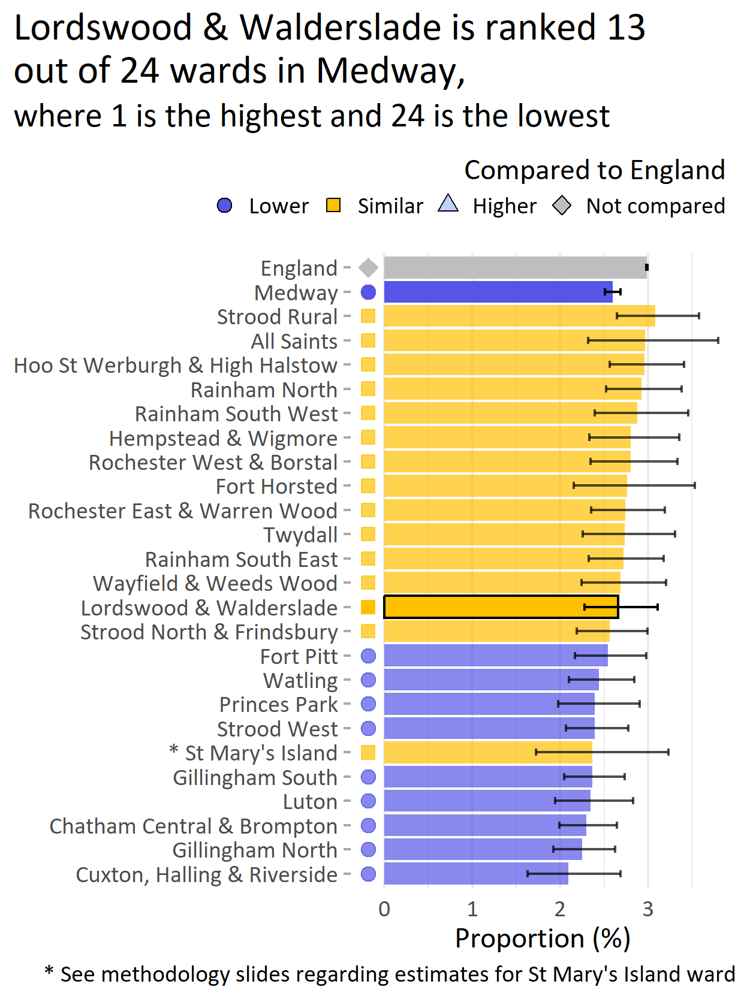 Lordswood & Walderslade is ranked 13
out of 24 wards in Medway,
where 1 is the highest and 24 is the lowest
Compared to England
Lower Similar Higher Not compared
England
Medway
Strood Rural
All Saints
Hoo St Werburgh & High Halstow
Rainham North
Rainham South West
Hempstead & Wigmore
Rochester West & Borstal
Fort Horsted
Rochester East & Warren Wood
Twydall
Rainham South East
Wayfield & Weeds Wood
Lordswood & Walderslade
Strood North & Frindsbury
Fort Pitt
Watling
Princes Park
Strood West
* St Mary's Island
Gillingham South
Luton
Chatham Central & Brompton
Gillingham North
Cuxton, Halling & Riverside
0 1 2 3
Proportion (%)
* See methodology slides regarding estimates for St Mary's Island ward